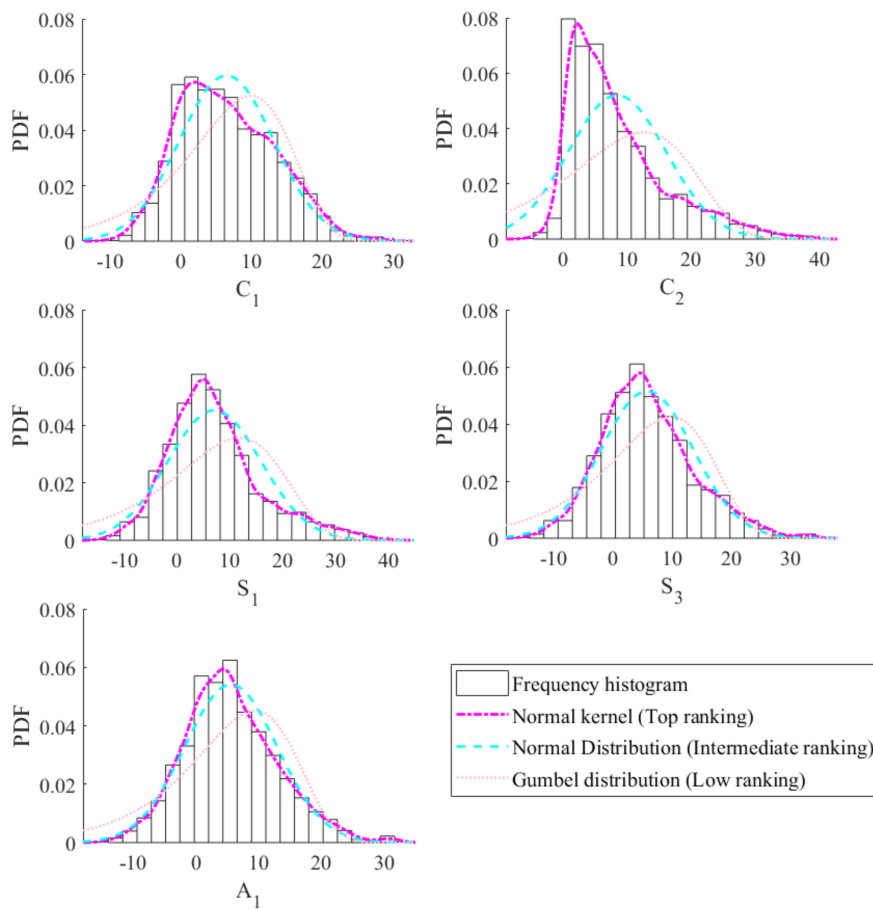 0.08
0.06
0.04
0.02
0
PDF
-10 0 10 20 30
C1
0.08
0.06
0.04
0.02
0
PDF
0 10 20 30 40
C2
0.08
0.06
0.04
0.02
0
PDF
-10 0 10 20 30 40
S1
0.08
0.06
0.04
0.02
0
PDF
-10 0 10 20 30
S3
0.08
0.06
0.04
0.02
0
PDF
-10 0 10 20 30
A1
Frequency histogram
Normal kernel (Top ranking)
Normal Distribution (Intermediate ranking)
Gumbel distribution (Low ranking)